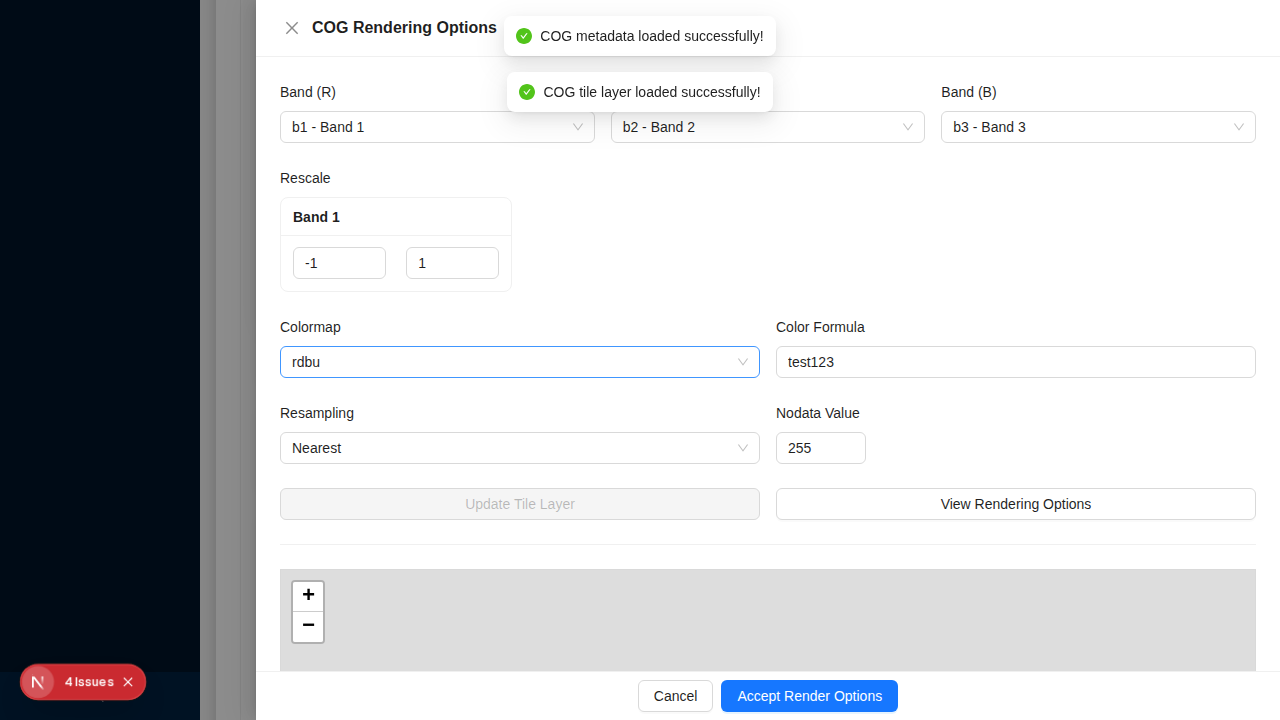 COG Rendering Options
COG metadata loaded successfully!
COG tile layer loaded successfully!
Band (R)
Band (B)
b1 - Band 1
b2 - Band 2
b3 - Band 3
Rescale
Band 1
-1
1
Colormap
Color Formula
rdbu
test123
Resampling
Nodata Value
Nearest
255
Update Tile Layer
View Rendering Options
+
−
N
4 Issues
Cancel
Accept Render Options